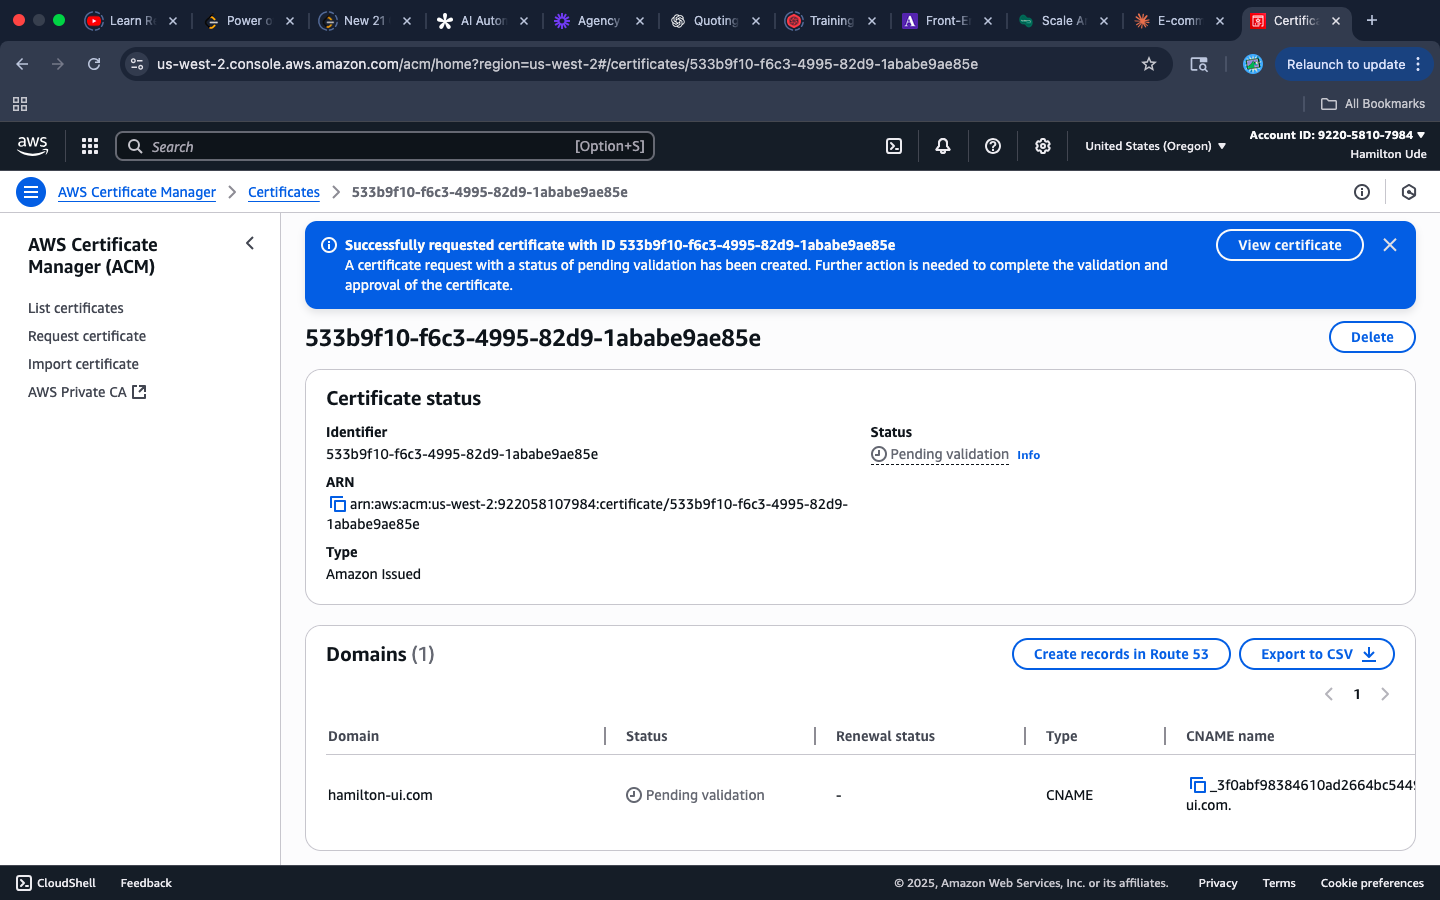 Learn R
Power o
New 21
AI Auton
Agency
Quoting
Training
Front-E
Scale A
E-comm
Certific
us-west-2.console.aws.amazon.com/acm/home?region=us-west-2#/certificates/533b9f10-f6c3-4995-82d9-1ababe9ae85e
Relaunch to update
All Bookmarks
aws
Search
[Option+S]
United States (Oregon)
Account ID: 9220-5810-7984
Hamilton Ude
AWS Certificate Manager
Certificates
533b9f10-f6c3-4995-82d9-1ababe9ae85e
AWS Certificate
Manager (ACM)
List certificates
Request certificate
Import certificate
AWS Private CA
Successfully requested certificate with ID 533b9f10-f6c3-4995-82d9-1ababe9ae85e
A certificate request with a status of pending validation has been created. Further action is needed to complete the validation and
approval of the certificate.
View certificate
533b9f10-f6c3-4995-82d9-1ababe9ae85e
Delete
Certificate status
Identifier
533b9f10-f6c3-4995-82d9-1ababe9ae85e
Status
Pending validation Info
ARN
arn:aws:acm:us-west-2:922058107984:certificate/533b9f10-f6c3-4995-82d9-
1ababe9ae85e
Type
Amazon Issued
Domains (1)
Create records in Route 53
Export to CSV
1
Domain
Status
Renewal status
Type
CNAME name
hamilton-ui.com
Pending validation
-
CNAME
_3f0abf98384610ad2664bc5449
ui.com.
CloudShell
Feedback
© 2025, Amazon Web Services, Inc. or its affiliates.
Privacy
Terms
Cookie preferences